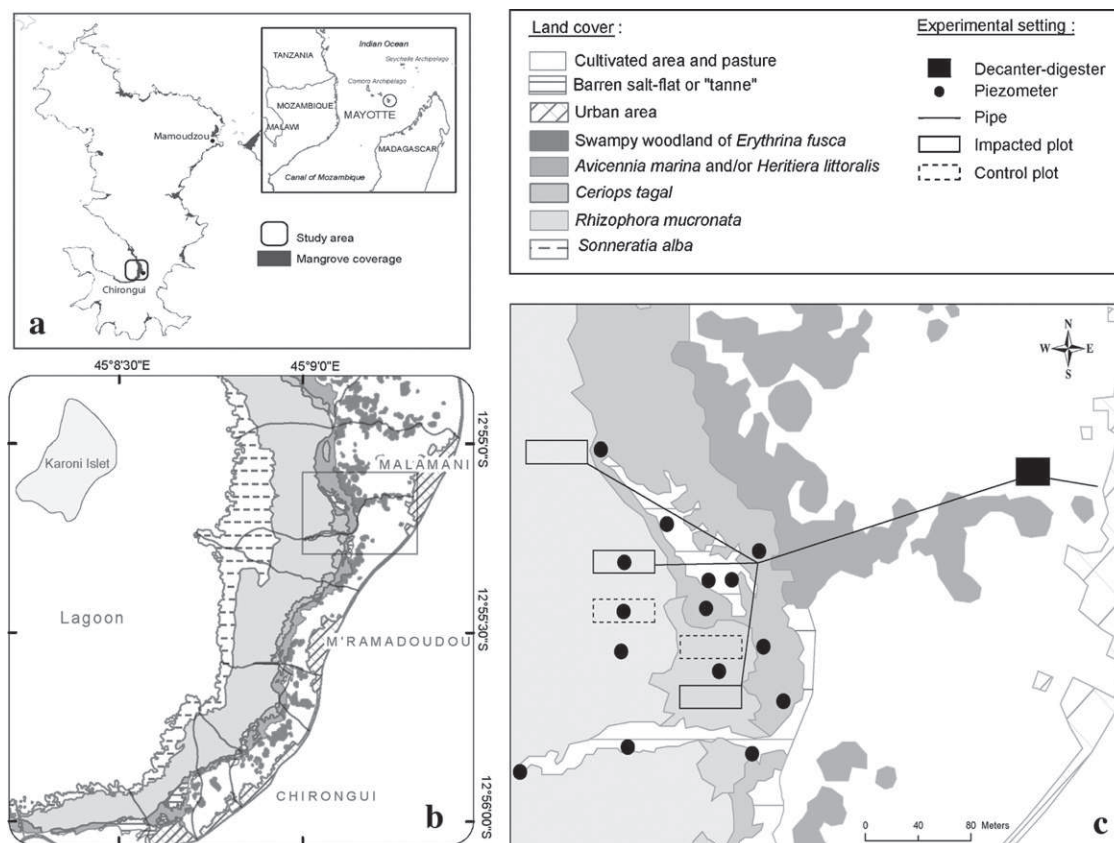 Indian Ocean
Seychelle Archipelago
TANZANIA
Comoro Archipelago
MOZAMBIQUE
MAYOTTE
MALAWI
MADAGASCAR
Canal of Mozambique
Mamoudzou
Study area
Mangrove coverage
Chirongui
a
Land cover :
Cultivated area and pasture
Barren salt-flat or "tanne"
Urban area
Swampy woodland of Erythrina fusca
Avicennia marina and/or Heritiera littoralis
Ceriops tagal
Rhizophora mucronata
Sonneratia alba
Experimental setting :
Decanter-digester
Piezometer
Pipe
Impacted plot
Control plot
45°8'30"E
45°9'0"E
12°55'0"S
12°55'30"S
12°56'00"S
Karoni Islet
MALAMANI
Lagoon
M'RAMADOUDOU
CHIRONGUI
b
N
W E
S
0 40 80 Meters
c